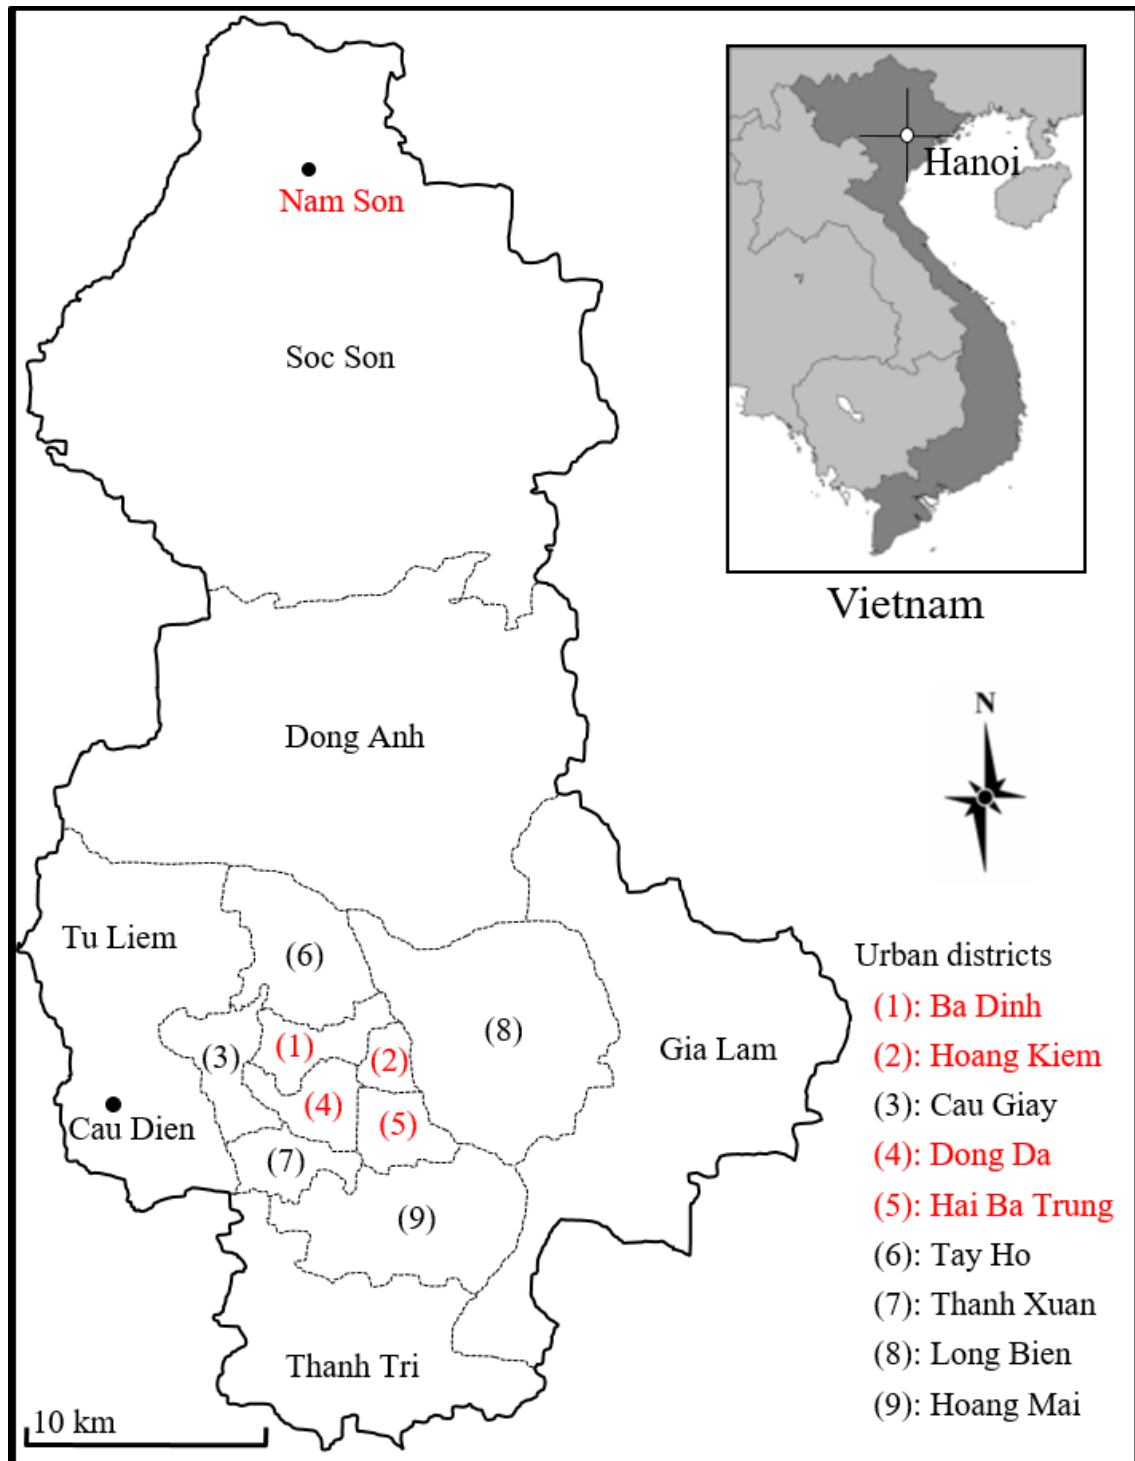 Nam Son
Hanoi
Soc Son
Vietnam
N
Dong Anh
Tu Liem
(6)
Urban districts
(1): Ba Dinh
(8)
(1)
(2)
(3)
Gia Lam
(2): Hoang Kiem
(4)
Cau Dien
(5)
(3): Cau Giay
(7)
(4): Dong Da
(9)
(5): Hai Ba Trung
(6): Tay Ho
(7): Thanh Xuan
Thanh Tri
(8): Long Bien
10 km
(9): Hoang Mai